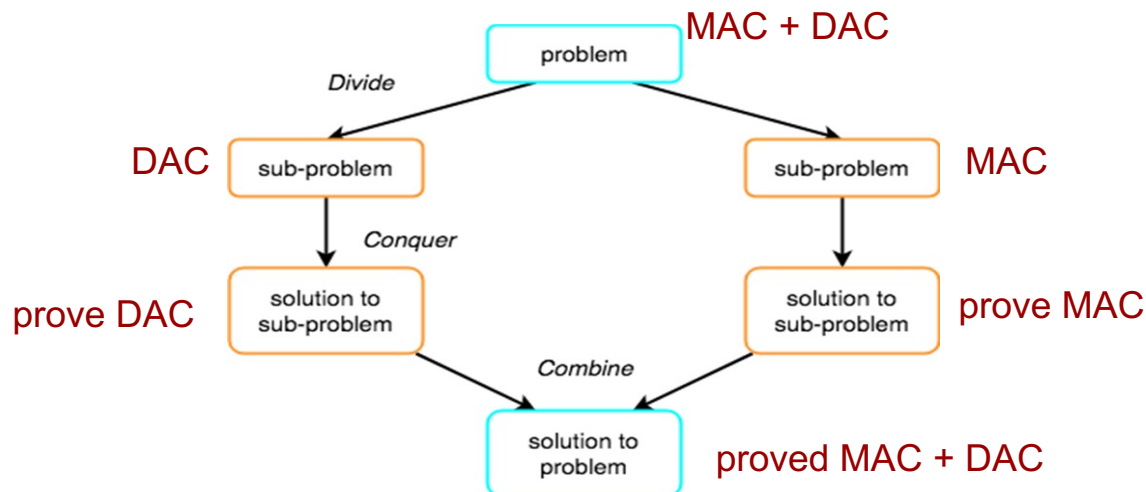 MAC + DAC
problem
Divide
DAC
sub-problem
sub-problem
MAC
Conquer
prove DAC
solution to
sub-problem
solution to
sub-problem
prove MAC
Combine
solution to
problem
proved MAC + DAC